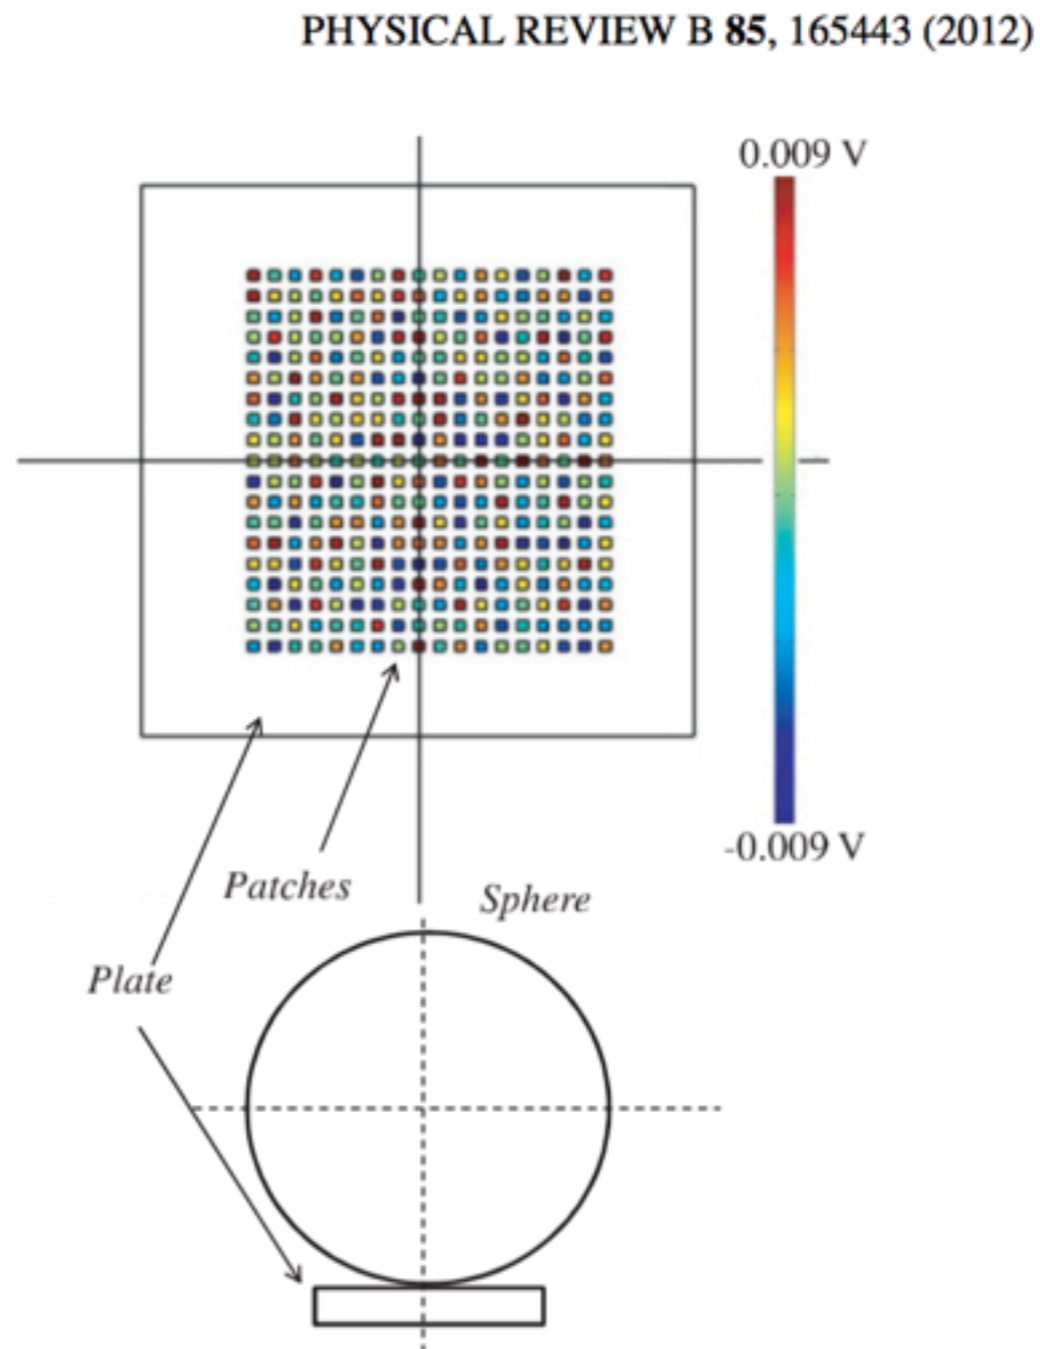 PHYSICAL REVIEW B 85, 165443 (2012)
0.009 V
-0.009 V
Patches
Sphere
Plate